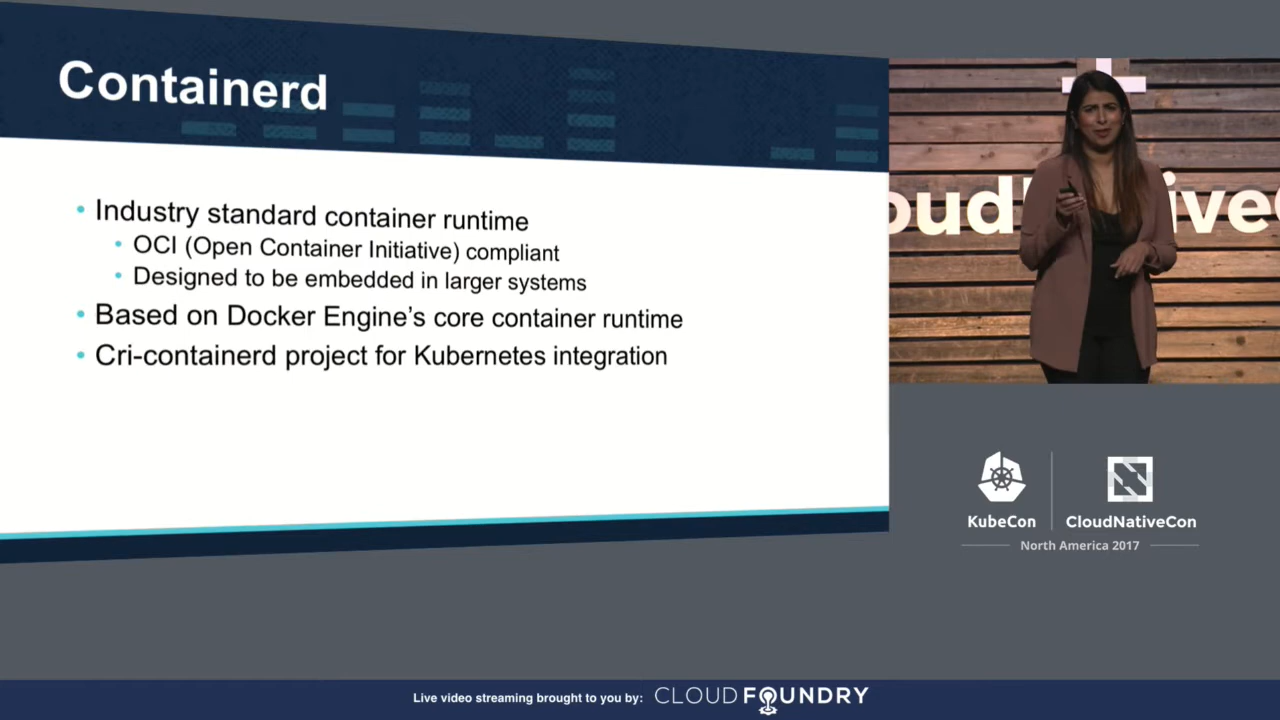 Containerd
Industry standard container runtime
OCI (Open Container Initiative) compliant
Designed to be embedded in larger systems
Based on Docker Engine’s core container runtime
Cri-containerd project for Kubernetes integration
KubeCon
CloudNativeCon
North America 2017
Live video streaming brought to you by: CLOUD FOUNDRY